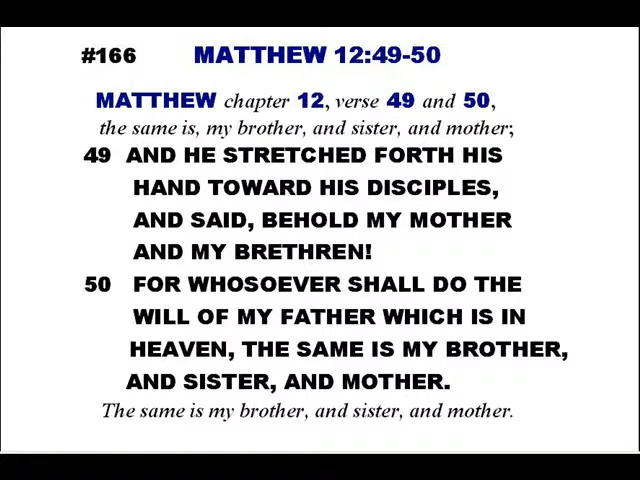 #166 MATTHEW 12:49-50
MATTHEW chapter 12, verse 49 and 50,
the same is, my brother, and sister, and mother;
49 AND HE STRETCHED FORTH HIS
HAND TOWARD HIS DISCIPLES,
AND SAID, BEHOLD MY MOTHER
AND MY BRETHREN!
50 FOR WHOSOEVER SHALL DO THE
WILL OF MY FATHER WHICH IS IN
HEAVEN, THE SAME IS MY BROTHER,
AND SISTER, AND MOTHER.
The same is my brother, and sister, and mother.